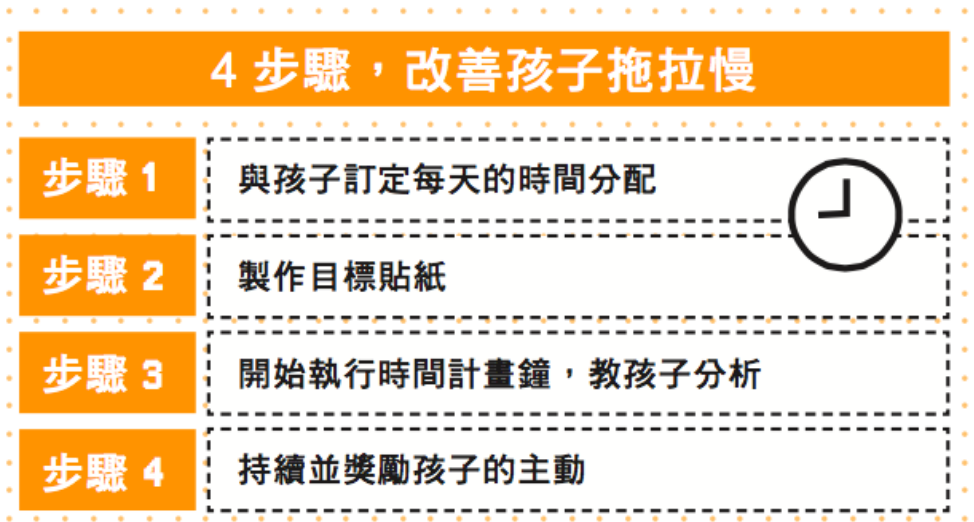 4 步驟，改善孩子拖拉慢
步驟 1
與孩子訂定每天的時間分配
步驟 2
製作目標貼紙
步驟 3
開始執行時間計畫鐘，教孩子分析
步驟 4
持續並獎勵孩子的主動